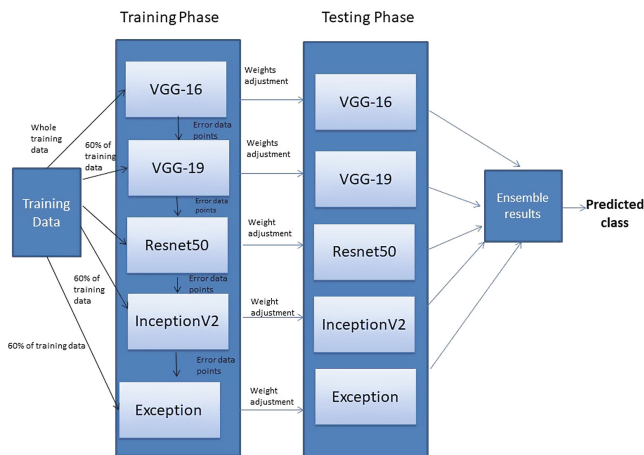 Training Phase
Testing Phase
Whole
training
data
60% of
training
data
Training
Data
60% of
training
data
60% of training data
VGG-16
Error data
points
VGG-19
Error data
points
Resnet50
Error data
points
InceptionV2
Error data
points
Exception
Weights
adjustment
Weights
adjustment
Weight
adjustment
Weight
adjustment
Weight
adjustment
VGG-16
VGG-19
Resnet50
InceptionV2
Exception
Ensemble
results
Predicted
class